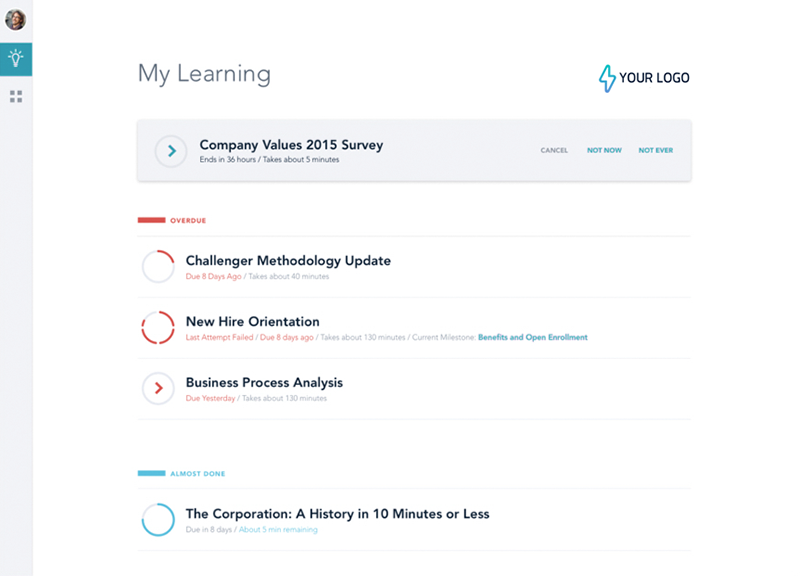 My Learning
YOUR LOGO
Company Values 2015 Survey
Ends in 36 hours / Takes about 5 minutes
CANCEL NOT NOW NOT EVER
OVERDUE
Challenger Methodology Update
Due 8 Days Ago / Takes about 40 minutes
New Hire Orientation
Last Attempt Failed / Due 8 days ago / Takes about 130 minutes / Current Milestone: Benefits and Open Enrollment
Business Process Analysis
Due Yesterday / Takes about 130 minutes
ALMOST DONE
The Corporation: A History in 10 Minutes or Less
Due in 8 days / About 5 min remaining